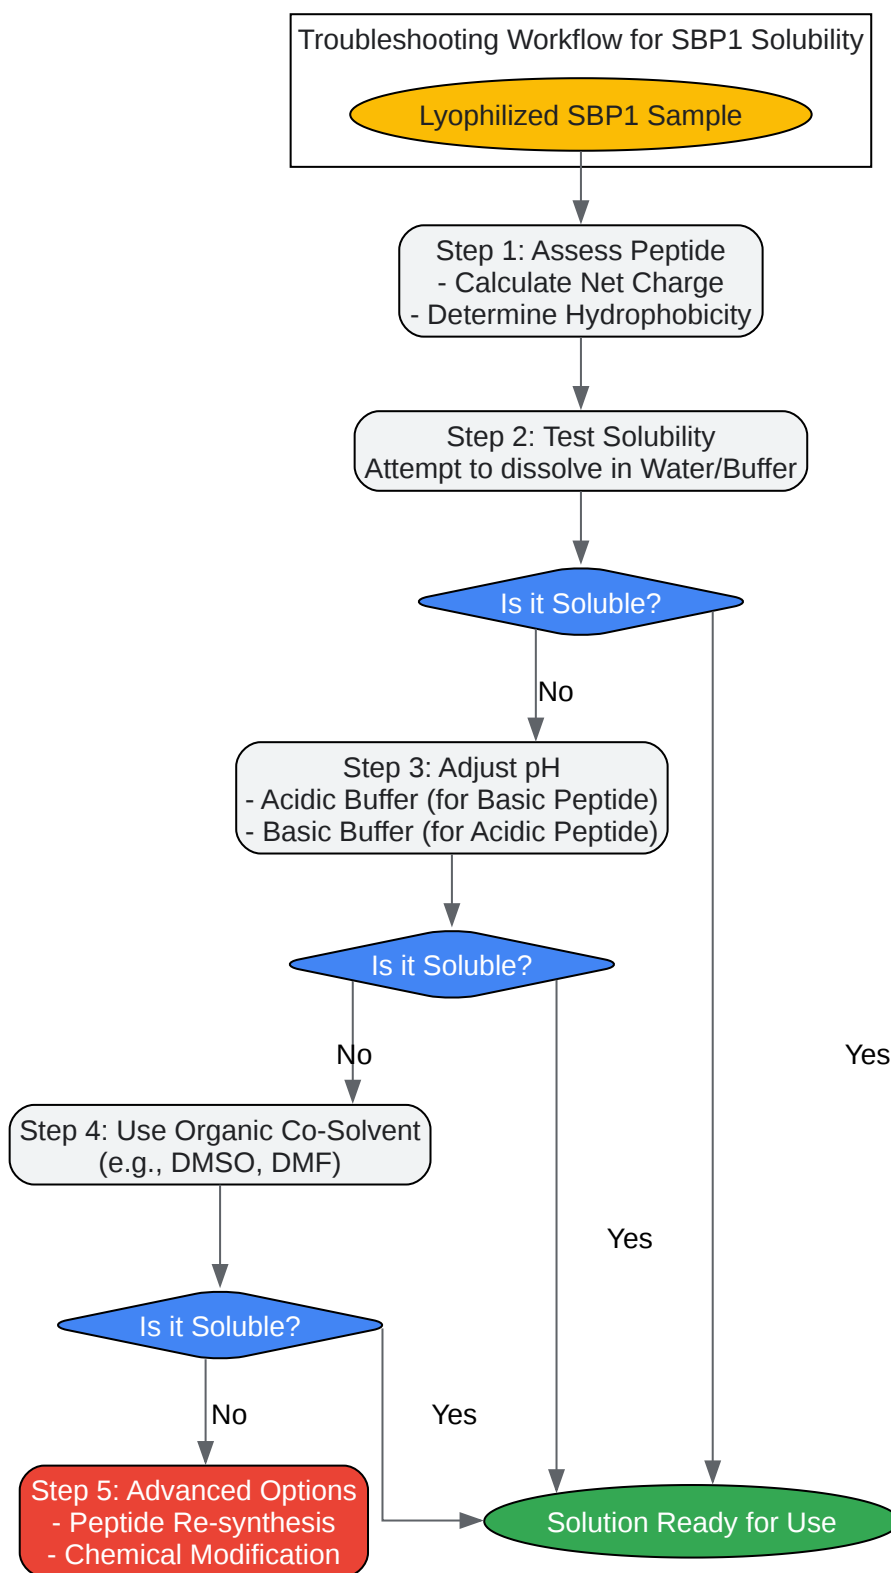 Troubleshooting Workflow for SBP1 Solubility
Lyophilized SBP1 Sample
Step 1: Assess Peptide
- Calculate Net Charge
- Determine Hydrophobicity
Step 2: Test Solubility
Attempt to dissolve in Water/Buffer
Is it Soluble?
No
Step 3: Adjust pH
- Acidic Buffer (for Basic Peptide)
- Basic Buffer (for Acidic Peptide)
Is it Soluble?
No
Yes
Step 4: Use Organic Co-Solvent
(e.g., DMSO, DMF)
Yes
Is it Soluble?
No
Yes
Step 5: Advanced Options
- Peptide Re-synthesis
- Chemical Modification
Solution Ready for Use